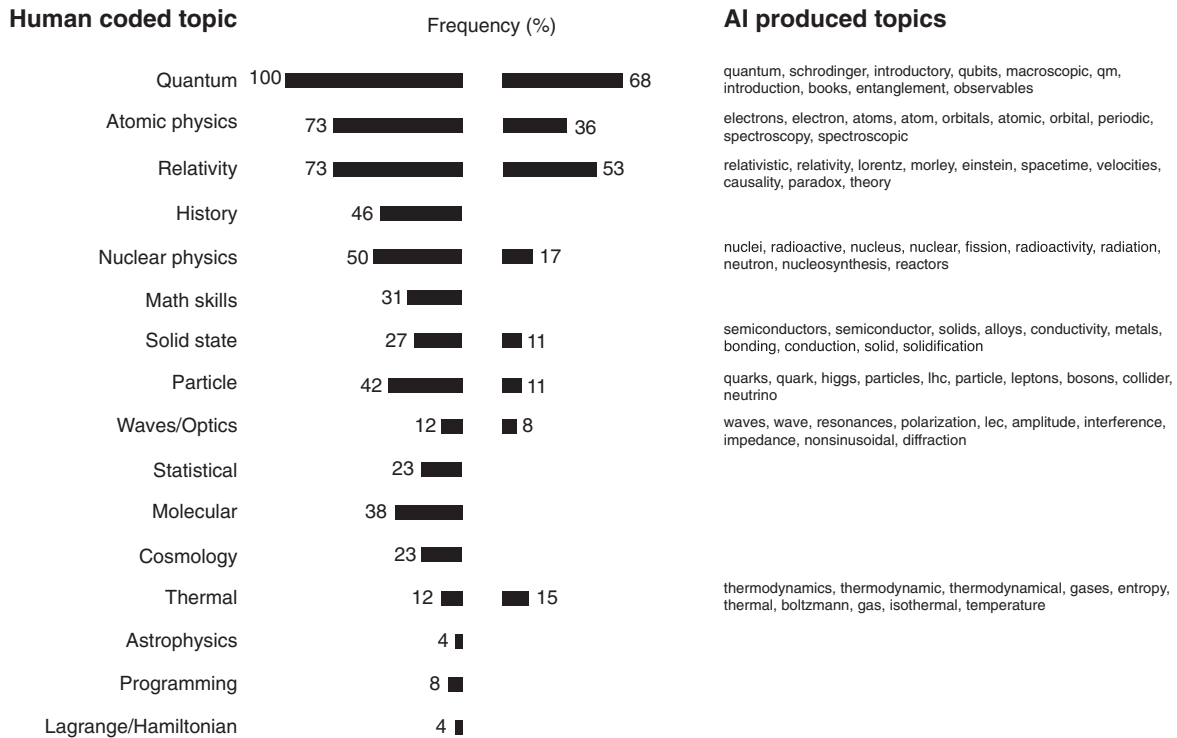 Human coded topic
Frequency (%)
AI produced topics
Quantum 100 68 quantum, schrodinger, introductory, qubits, macroscopic, qm,
introduction, books, entanglement, observables
Atomic physics 73 36 electrons, electron, atoms, atom, orbitals, atomic, orbital, periodic,
spectroscopy, spectroscopic
Relativity 73 53 relativistic, relativity, lorentz, morley, einstein, spacetime, velocities,
causality, paradox, theory
History 46
Nuclear physics 50 17 nuclei, radioactive, nucleus, nuclear, fission, radioactivity, radiation,
neutron, nucleosynthesis, reactors
Math skills 31
Solid state 27 11 semiconductors, semiconductor, solids, alloys, conductivity, metals,
bonding, conduction, solid, solidification
Particle 42 11 quarks, quark, higgs, particles, lhc, particle, leptons, bosons, collider,
neutrino
Waves/Optics 12 8 waves, wave, resonances, polarization, lec, amplitude, interference,
impedance, nonsinusoidal, diffraction
Statistical 23
Molecular 38
Cosmology 23
Thermal 12 15 thermodynamics, thermodynamic, thermodynamical, gases, entropy,
thermal, boltzmann, gas, isothermal, temperature
Astrophysics 4
Programming 8
Lagrange/Hamiltonian 4